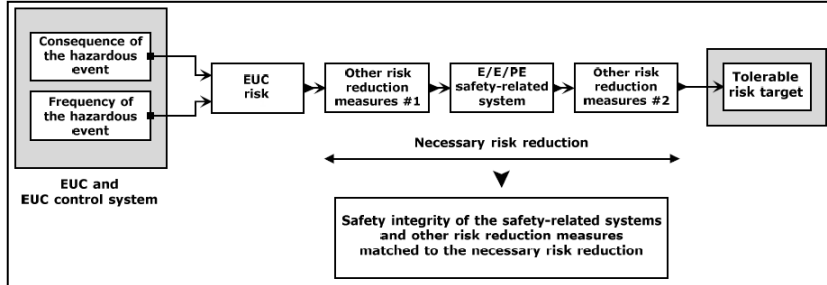 Consequence of
the hazardous
event
Frequency of
the hazardous
event
EUC and
EUC control system
EUC
risk
Other risk
reduction
measures #1
E/E/PE
safety-related
system
Other risk
reduction
measures #2
Tolerable
risk target
Necessary risk reduction
Safety integrity of the safety-related systems
and other risk reduction measures
matched to the necessary risk reduction